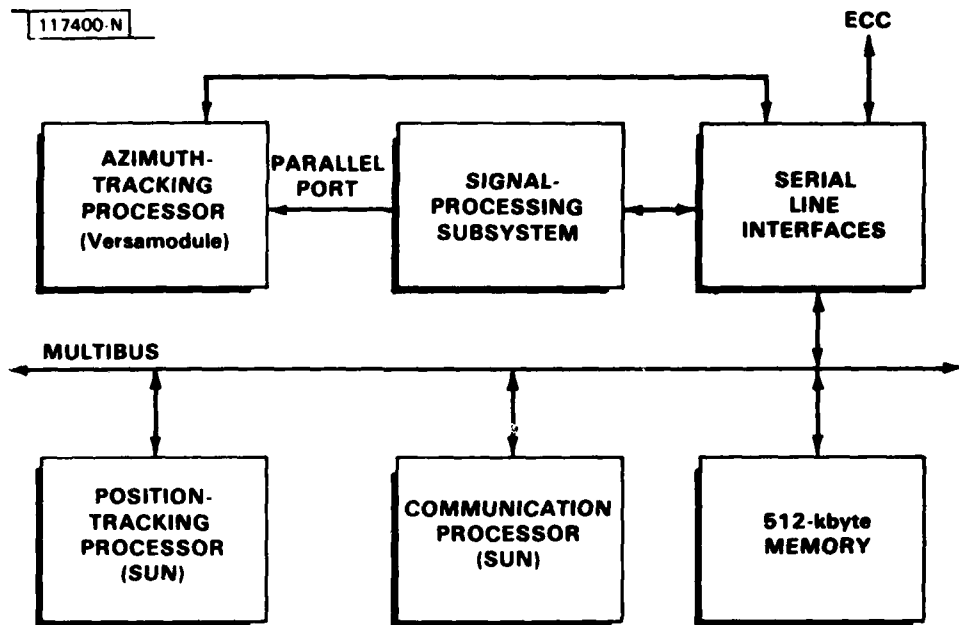 117400-N
ECC
AZIMUTH-
TRACKING
PROCESSOR
(Versamodule)
PARALLEL
PORT
SIGNAL-
PROCESSING
SUBSYSTEM
SERIAL
LINE
INTERFACES
MULTIBUS
POSITION-
TRACKING
PROCESSOR
(SUN)
COMMUNICATION
PROCESSOR
(SUN)
512-kbyte
MEMORY